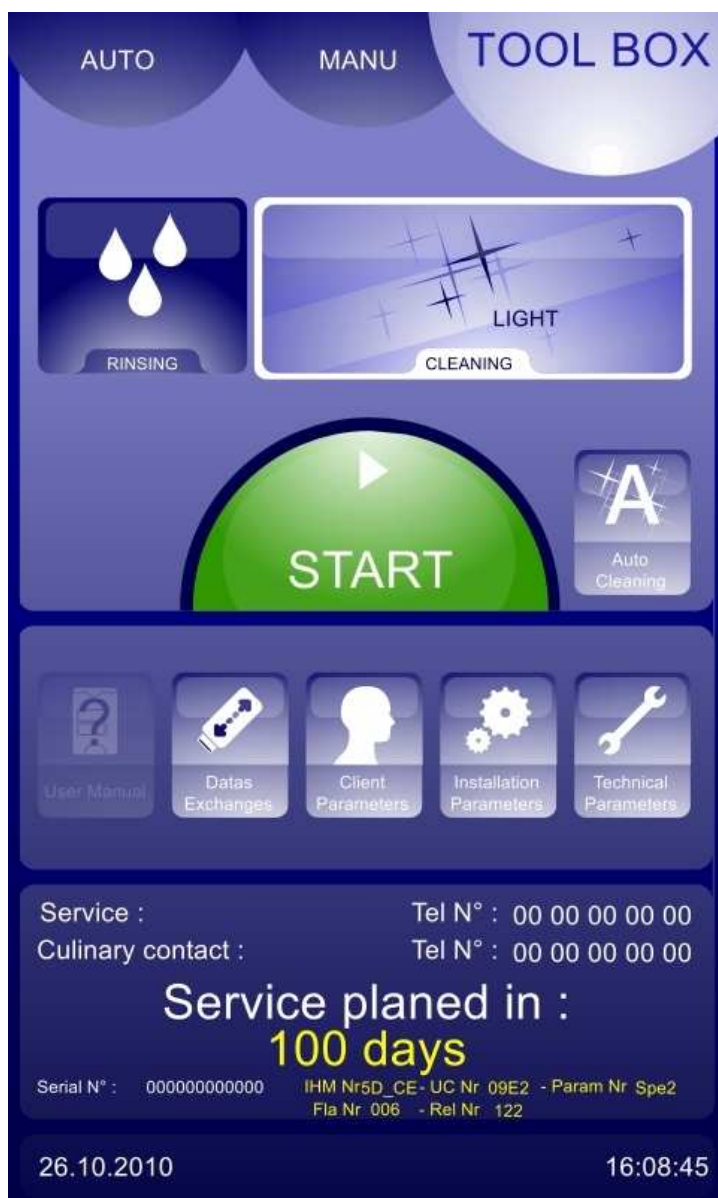 AUTO MANU TOOL BOX
LIGHT
RINSING CLEANING
START
A
Auto
Cleaning
?
User Manual
Datas
Exchanges
Client
Parameters
Installation
Parameters
Technical
Parameters
Service : Tel N° : 00 00 00 00 00
Culinary contact : Tel N° : 00 00 00 00 00
Service planed in :
100 days
Serial N° : 000000000000 IHM Nr5D_CE- UC Nr 09E2 - Param Nr Spe2
Fla Nr 006 - Rel Nr 122
26.10.2010 16:08:45